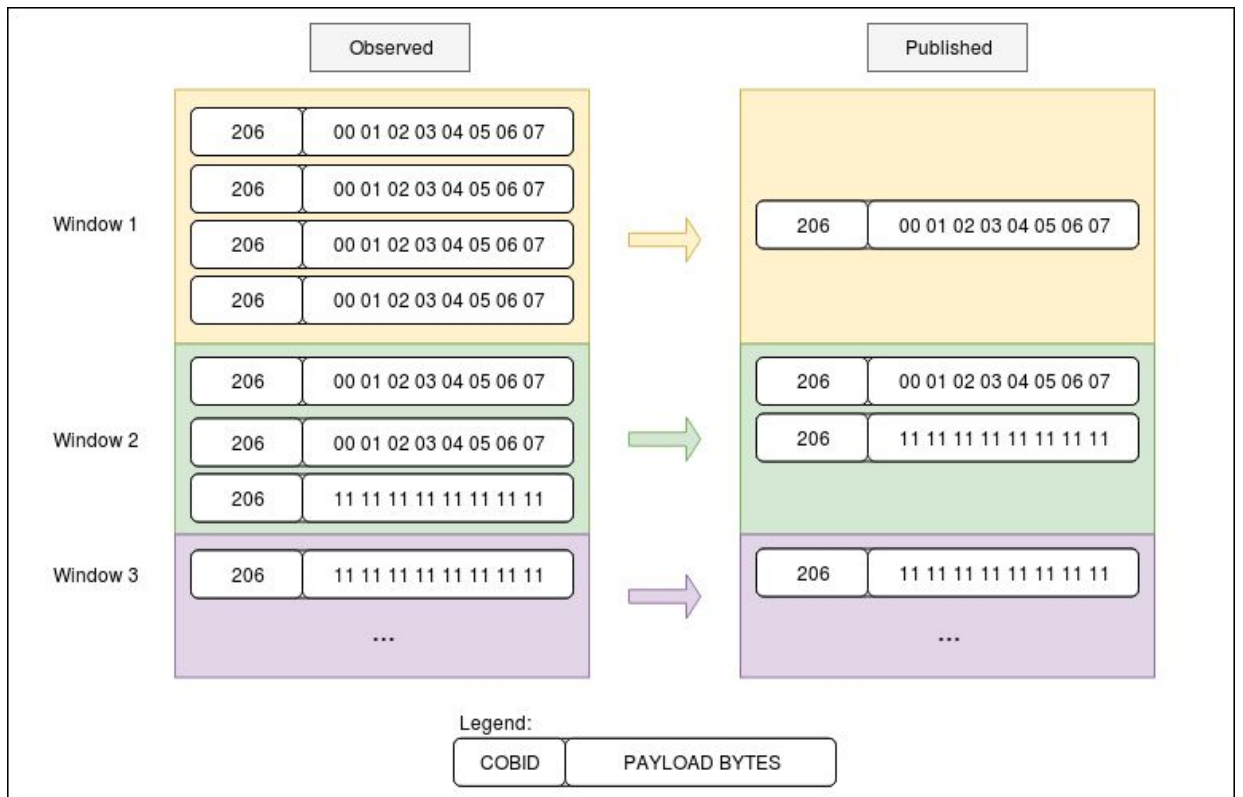 Observed Published
206 00 01 02 03 04 05 06 07
206 00 01 02 03 04 05 06 07
Window 1 206 00 01 02 03 04 05 06 07 206 00 01 02 03 04 05 06 07
206 00 01 02 03 04 05 06 07
206 00 01 02 03 04 05 06 07 206 00 01 02 03 04 05 06 07
Window 2 206 00 01 02 03 04 05 06 07 206 11 11 11 11 11 11 11 11
206 11 11 11 11 11 11 11 11
Window 3 206 11 11 11 11 11 11 11 11 206 11 11 11 11 11 11 11 11
... ...
Legend:
COBID PAYLOAD BYTES